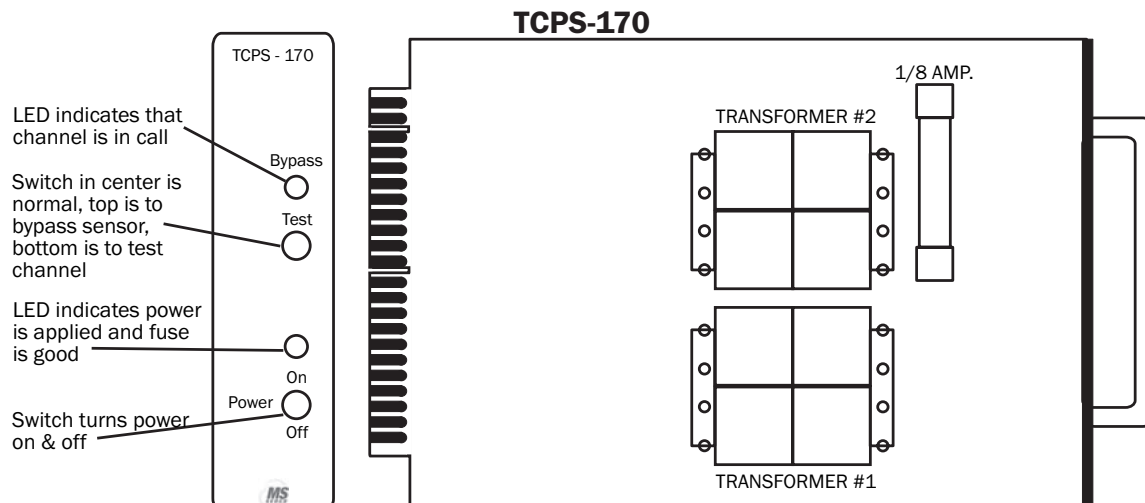 TCPS-170
TCPS - 170
LED indicates that
channel is in call
Bypass
Switch in center is
normal, top is to
bypass sensor,
bottom is to test
channel
Test
LED indicates power
is applied and fuse
is good
On
Power
Off
Switch turns power
on & off
MS
1/8 AMP.
TRANSFORMER #2
TRANSFORMER #1